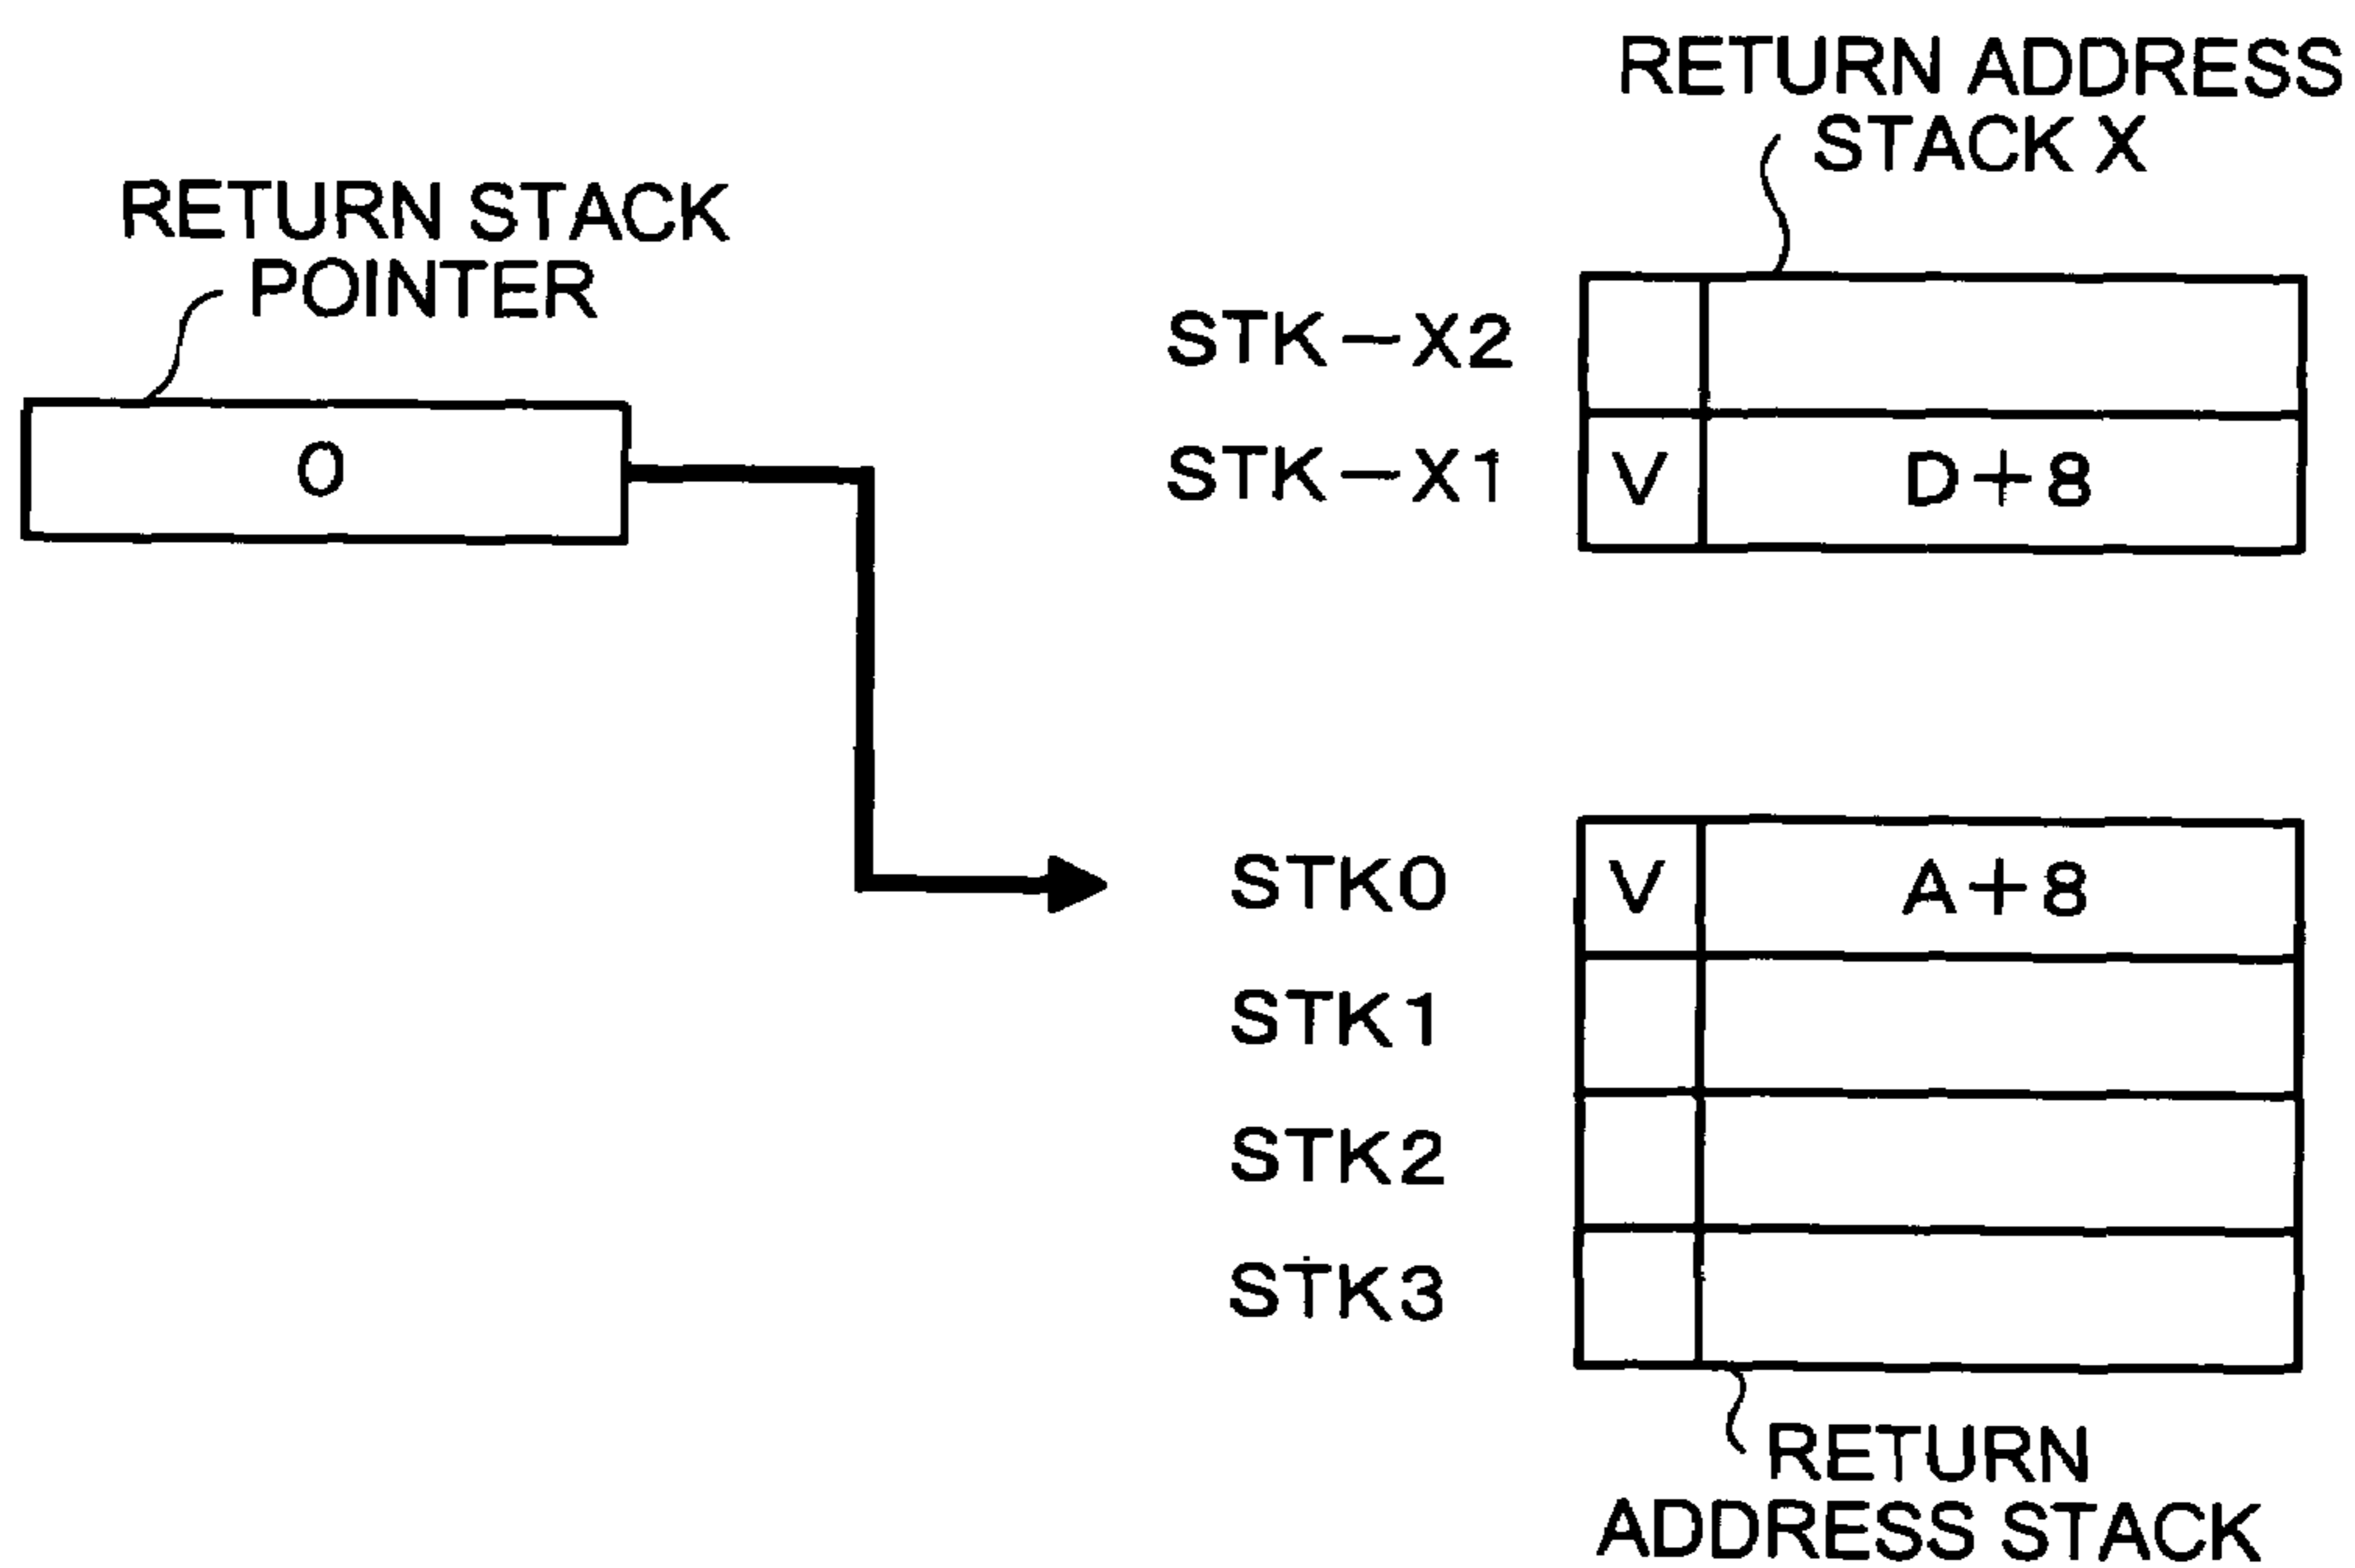 RETURN ADDRESS
STACK X
RETURN STACK
POINTER
STK-X2
0
STK-X1 V D+8
STK0 V A+8
STK1
STK2
STK3
RETURN
ADDRESS STACK